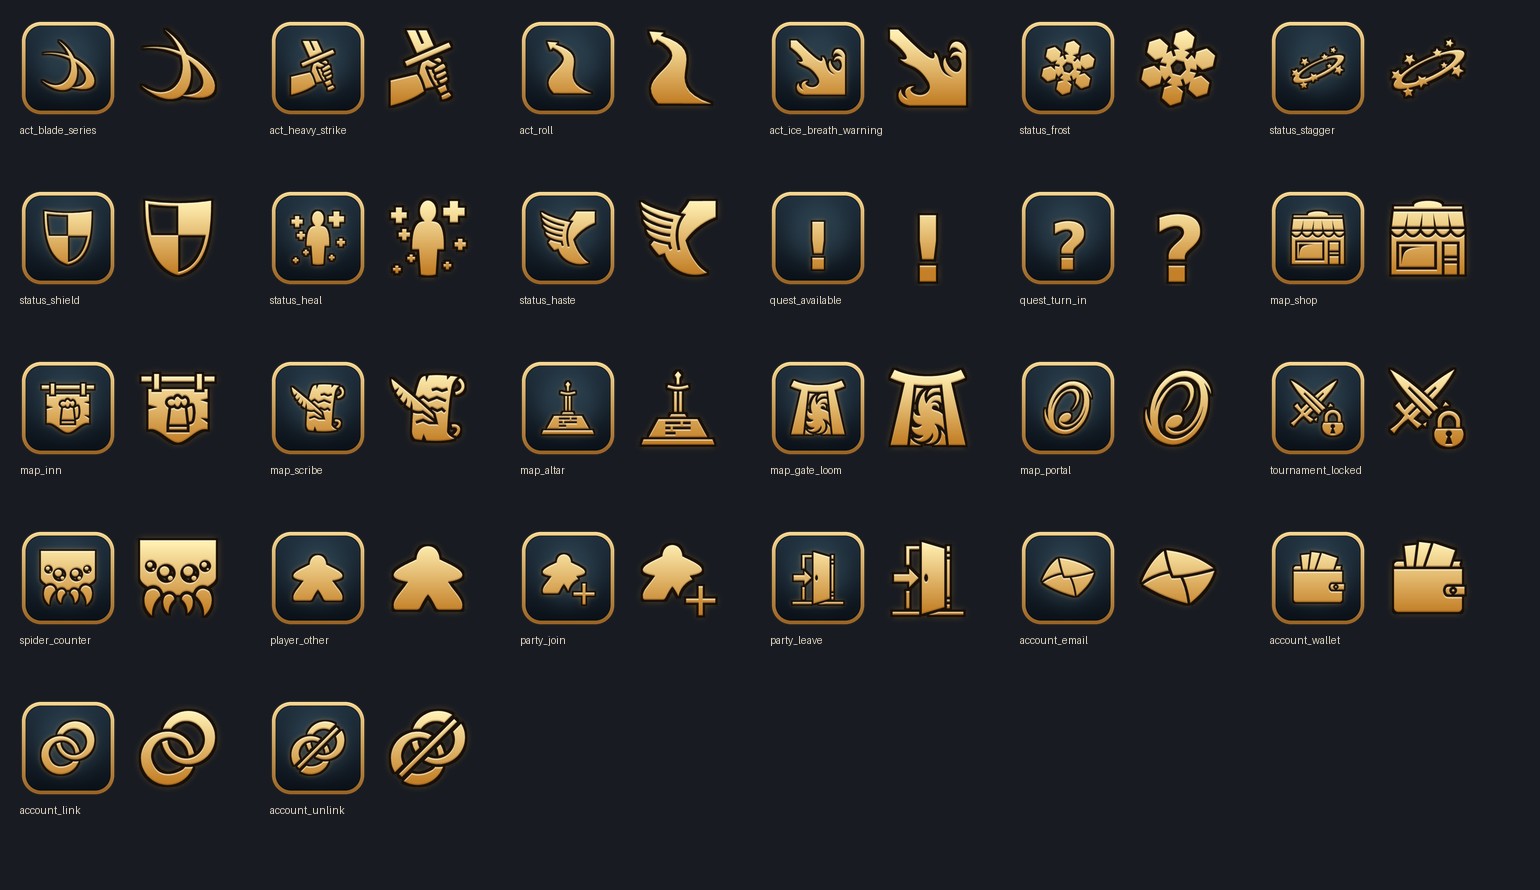 act_blade_series
act_heavy_strike
act_roll
act_ice_breath_warning
status_frost
status_stagger
status_shield
status_heal
status_haste
quest_available
quest_turn_in
map_shop
map_inn
map_scribe
map_altar
map_gate_loom
map_portal
tournament_locked
spider_counter
player_other
party_join
party_leave
account_email
account_wallet
account_link
account_unlink